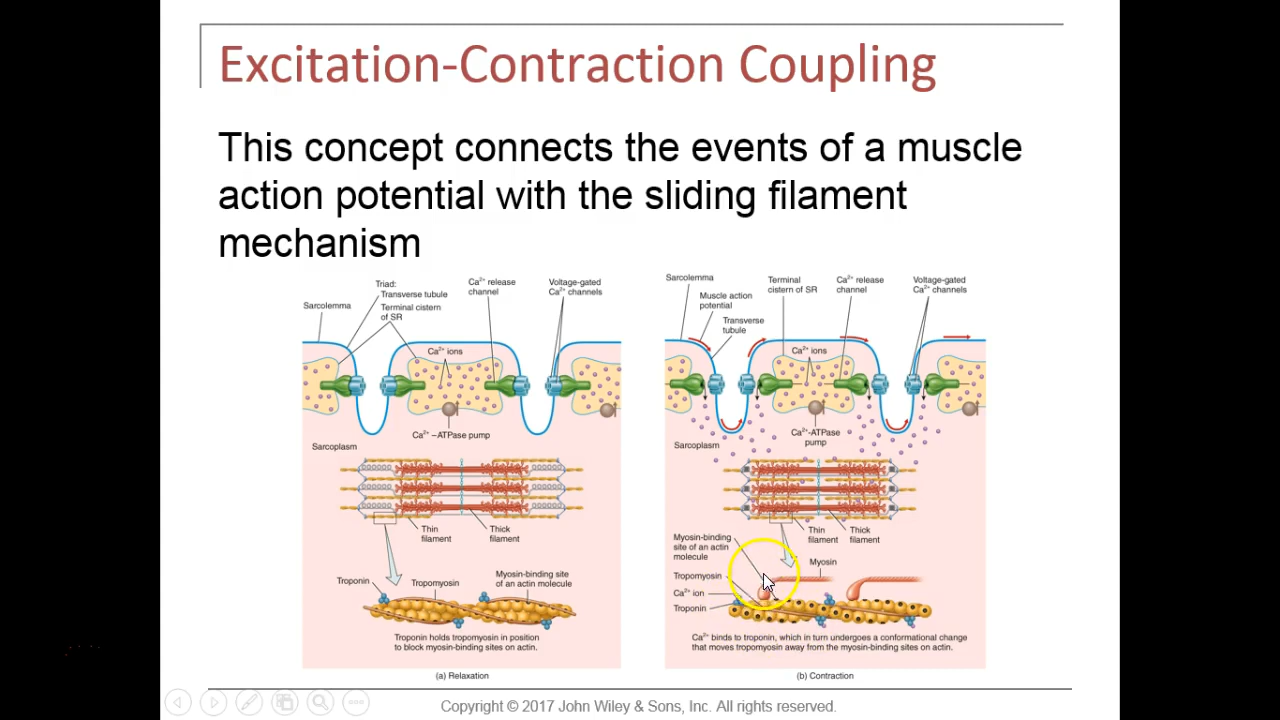 Excitation-Contraction Coupling
This concept connects the events of a muscle
action potential with the sliding filament
mechanism
Sarcolemma
Triad:
Transverse tubule
Terminal cistern
of SR
Ca²⁺ release
channel
Voltage-gated
Ca²⁺ channels
Ca²⁺ ions
Ca²⁺ –ATPase pump
Sarcoplasm
Thin
filament
Thick
filament
Troponin
Tropomyosin
Myosin-binding site
of an actin molecule
Troponin holds tropomyosin in position
to block myosin-binding sites on actin.
(a) Relaxation
Sarcolemma
Muscle action
potential
Transverse
tubule
Terminal
cistern of SR
Ca²⁺ release
channel
Voltage-gated
Ca²⁺ channels
Ca²⁺ ions
Ca²⁺-ATPase
pump
Sarcoplasm
Thin
filament
Thick
filament
Myosin-binding
site of an actin
molecule
Myosin
Tropomyosin
Ca²⁺ ion
Troponin
Ca²⁺ binds to troponin, which in turn undergoes a conformational change
that moves tropomyosin away from the myosin-binding sites on actin.
(b) Contraction
Copyright © 2017 John Wiley & Sons, Inc. All rights reserved.